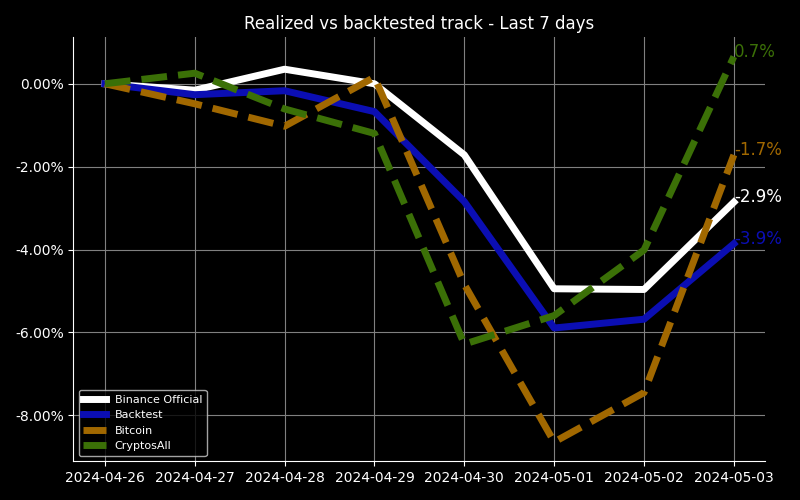 Realized vs backtested track - Last 7 days
0.00%
-2.00%
-4.00%
-6.00%
-8.00%
0.7%
-1.7%
-2.9%
-3.9%
Binance Official
Backtest
Bitcoin
CryptosAll
2024-04-26 2024-04-27 2024-04-28 2024-04-29 2024-04-30 2024-05-01 2024-05-02 2024-05-03